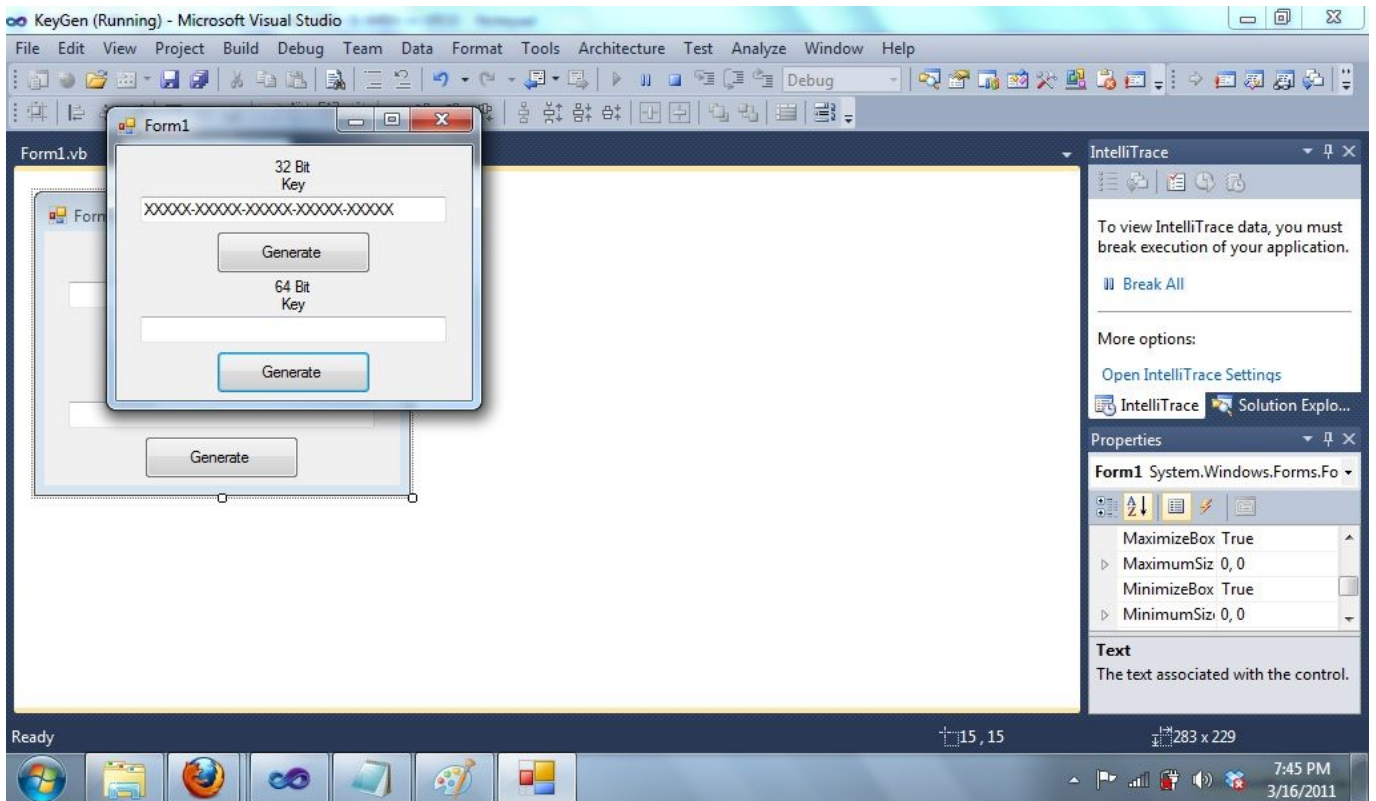 KeyGen (Running) - Microsoft Visual Studio
File Edit View Project Build Debug Team Data Format Tools Architecture Test Analyze Window Help
Debug
Form1
Form1.vb
32 Bit
Key
XXXXX-XXXXX-XXXXX-XXXXX-XXXXX
Generate
64 Bit
Key
Generate
Form
Generate
IntelliTrace
To view IntelliTrace data, you must
break execution of your application.
Break All
More options:
Open IntelliTrace Settings
IntelliTrace Solution Explo...
Properties
Form1 System.Windows.Forms.Fo
MaximizeBox True
MaximumSiz 0, 0
MinimizeBox True
MinimumSiz 0, 0
Text
The text associated with the control.
Ready
15 , 15
283 x 229
7:45 PM
3/16/2011